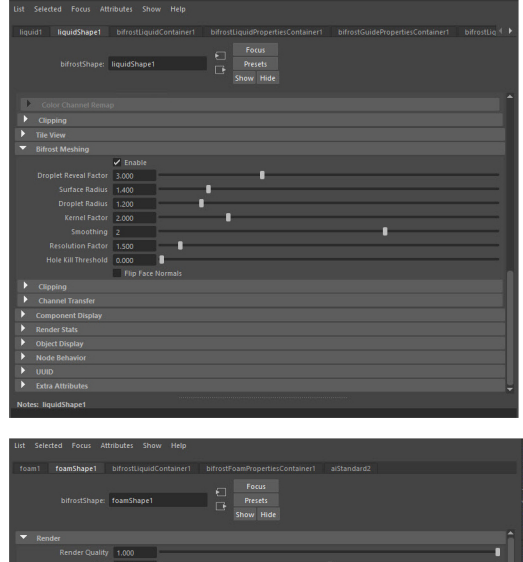 List Selected Focus Attributes Show Help
liquid1 liquidShape1 bifrostLiquidContainer1 bifrostLiquidPropertiesContainer1 bifrostGuidePropertiesContainer1 bifrostLiq
Focus
bifrostShape: liquidShape1
Presets
Show Hide
Color Channel Remap
Clipping
Tile View
Bifrost Meshing
Enable
Droplet Reveal Factor 3.000
Surface Radius 1.400
Droplet Radius 1.200
Kernel Factor 2.000
Smoothing 2
Resolution Factor 1.500
Hole Kill Threshold 0.000
Flip Face Normals
Clipping
Channel Transfer
Component Display
Render Stats
Object Display
Node Behavior
UUID
Extra Attributes
Notes: liquidShape1
List Selected Focus Attributes Show Help
foam1 foamShape1 bifrostLiquidContainer1 bifrostFoamPropertiesContainer1 aiStandard2
Focus
bifrostShape: foamShape1
Presets
Show Hide
Render
Render Quality 1.000